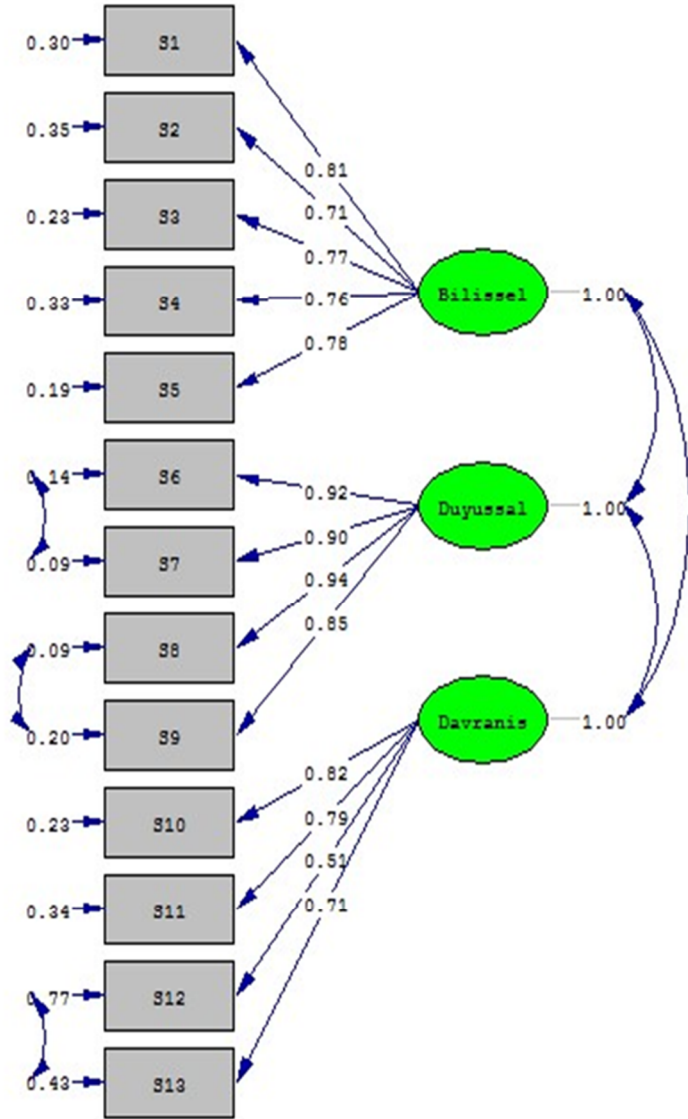 0.30 S1
0.35 S2
0.81
0.71
0.23 S3
0.77
0.33 S4 0.76 Bilissel 1.00
0.78
0.19 S5
0.14 S6
0.92
Duyussal 1.00
0.90
0.09 S7
0.94
0.85
0.09 S8
0.20 S9
Davranis 1.00
0.82
0.23 S10 0.79
0.51
0.34 S11 0.71
0.77 S12
0.43 S13